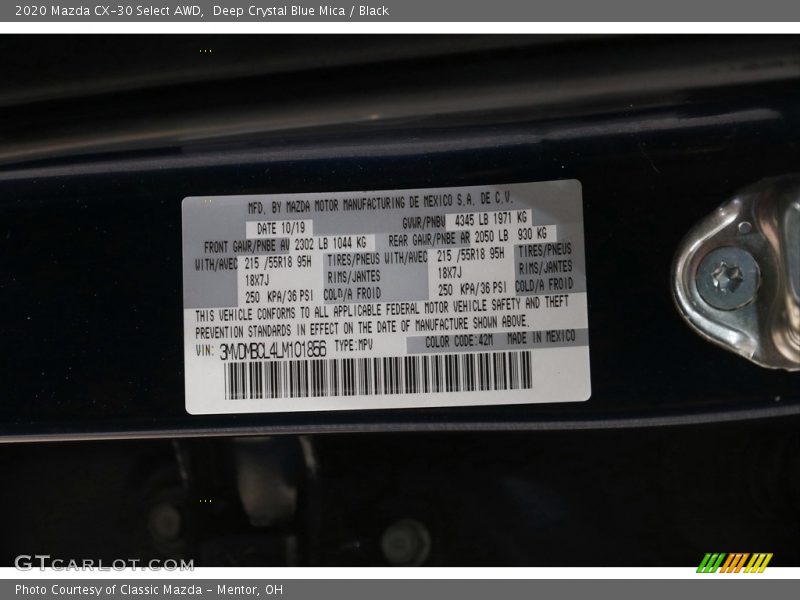 2020 Mazda CX-30 Select AWD, Deep Crystal Blue Mica / Black
MFD. BY MAZDA MOTOR MANUFACTURING DE MEXICO S.A. DE C.V.
DATE 10/19 GVWR/PNBV 4345 LB 1971 KG
FRONT GAWR/PNBE AV 2302 LB 1044 KG REAR GAWR/PNBE AR 2050 LB 930 KG
WITH/AVEC 215 /55R18 95H TIRES/PNEUS WITH/AVEC 215 /55R18 95H TIRES/PNEUS
18X7J RIMS/JANTES 18X7J RIMS/JANTES
250 KPA/36 PSI COLD/A FROID 250 KPA/36 PSI COLD/A FROID
THIS VEHICLE CONFORMS TO ALL APPLICABLE FEDERAL MOTOR VEHICLE SAFETY AND THEFT
PREVENTION STANDARDS IN EFFECT ON THE DATE OF MANUFACTURE SHOWN ABOVE.
VIN: 3MVDMBCL4LM101856 TYPE:MPV COLOR CODE:42M MADE IN MEXICO
GTCARLOT.COM
Photo Courtesy of Classic Mazda - Mentor, OH